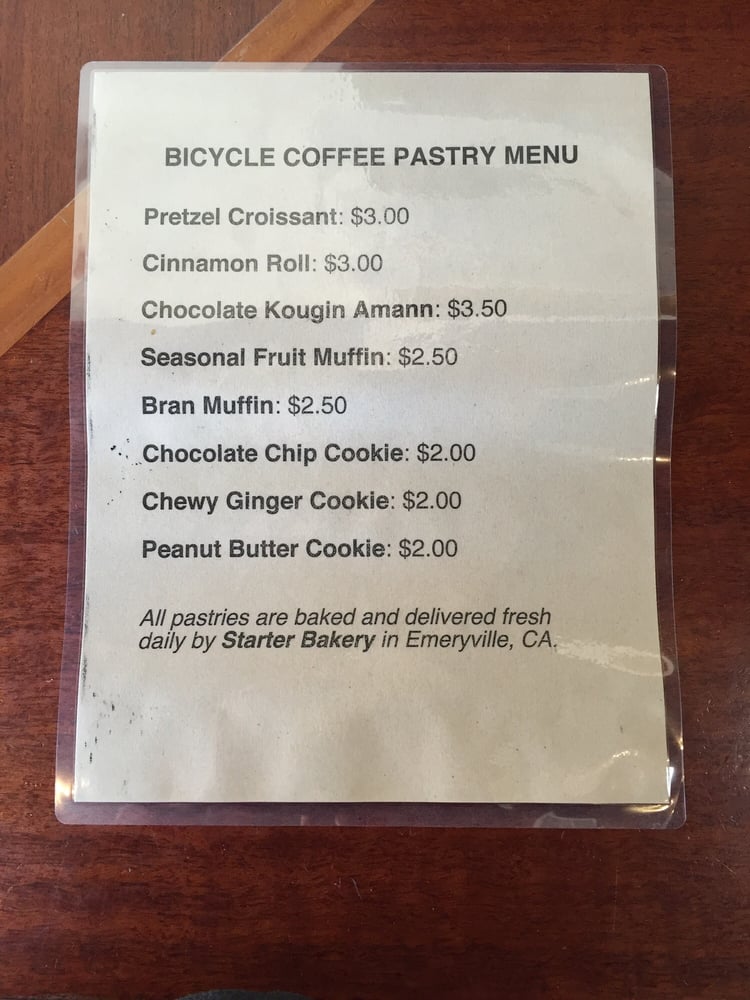 BICYCLE COFFEE PASTRY MENU
Pretzel Croissant: $3.00
Cinnamon Roll: $3.00
Chocolate Kougin Amann: $3.50
Seasonal Fruit Muffin: $2.50
Bran Muffin: $2.50
Chocolate Chip Cookie: $2.00
Chewy Ginger Cookie: $2.00
Peanut Butter Cookie: $2.00
All pastries are baked and delivered fresh
daily by Starter Bakery in Emeryville, CA.